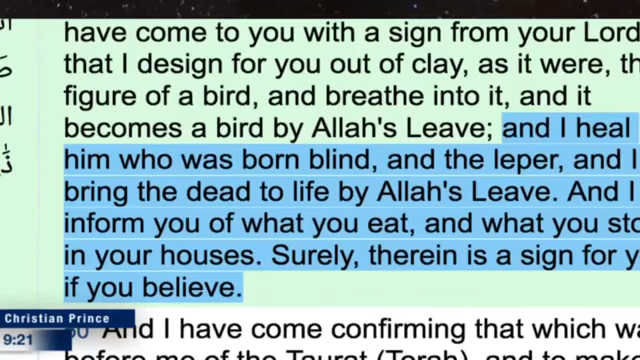 have come to you with a sign from your Lord
that I design for you out of clay, as it were, th
figure of a bird, and breathe into it, and it
becomes a bird by Allah's Leave; and I heal
him who was born blind, and the leper, and I
bring the dead to life by Allah's Leave. And I
inform you of what you eat, and what you sto
in your houses. Surely, therein is a sign for y
if you believe.
Christian Prince
9:21
And I have come confirming that which wa
before me of the Taurat (Torah), and to make